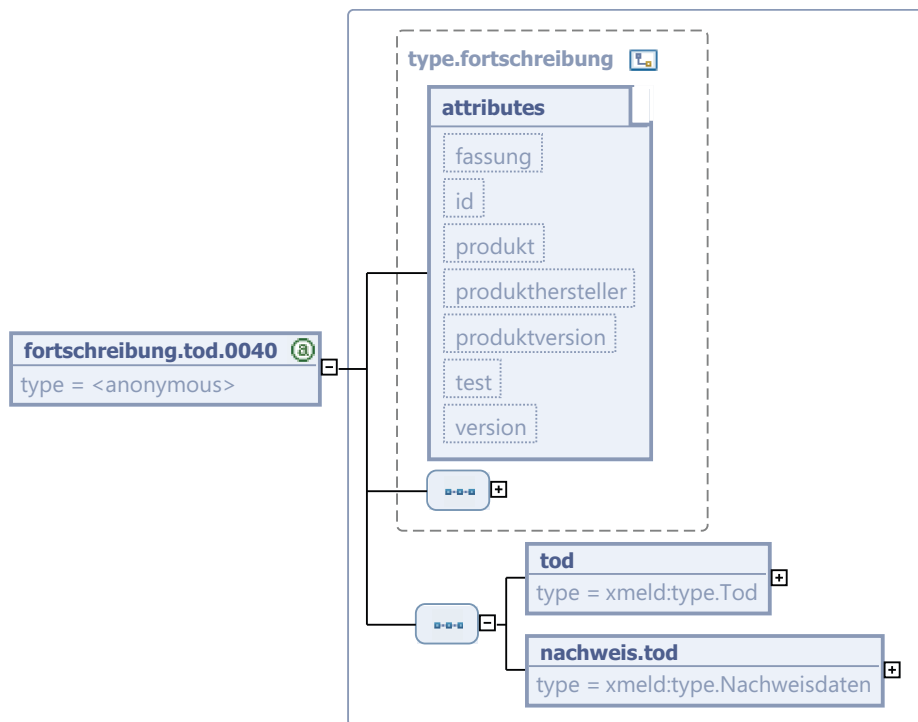 type.fortschreibung
attributes
fassung
id
produkt
produkthersteller
produktversion
test
version
fortschreibung.tod.0040 a
type = <anonymous>
tod
type = xmeld:type.Tod
nachweis.tod
type = xmeld:type.Nachweisdaten